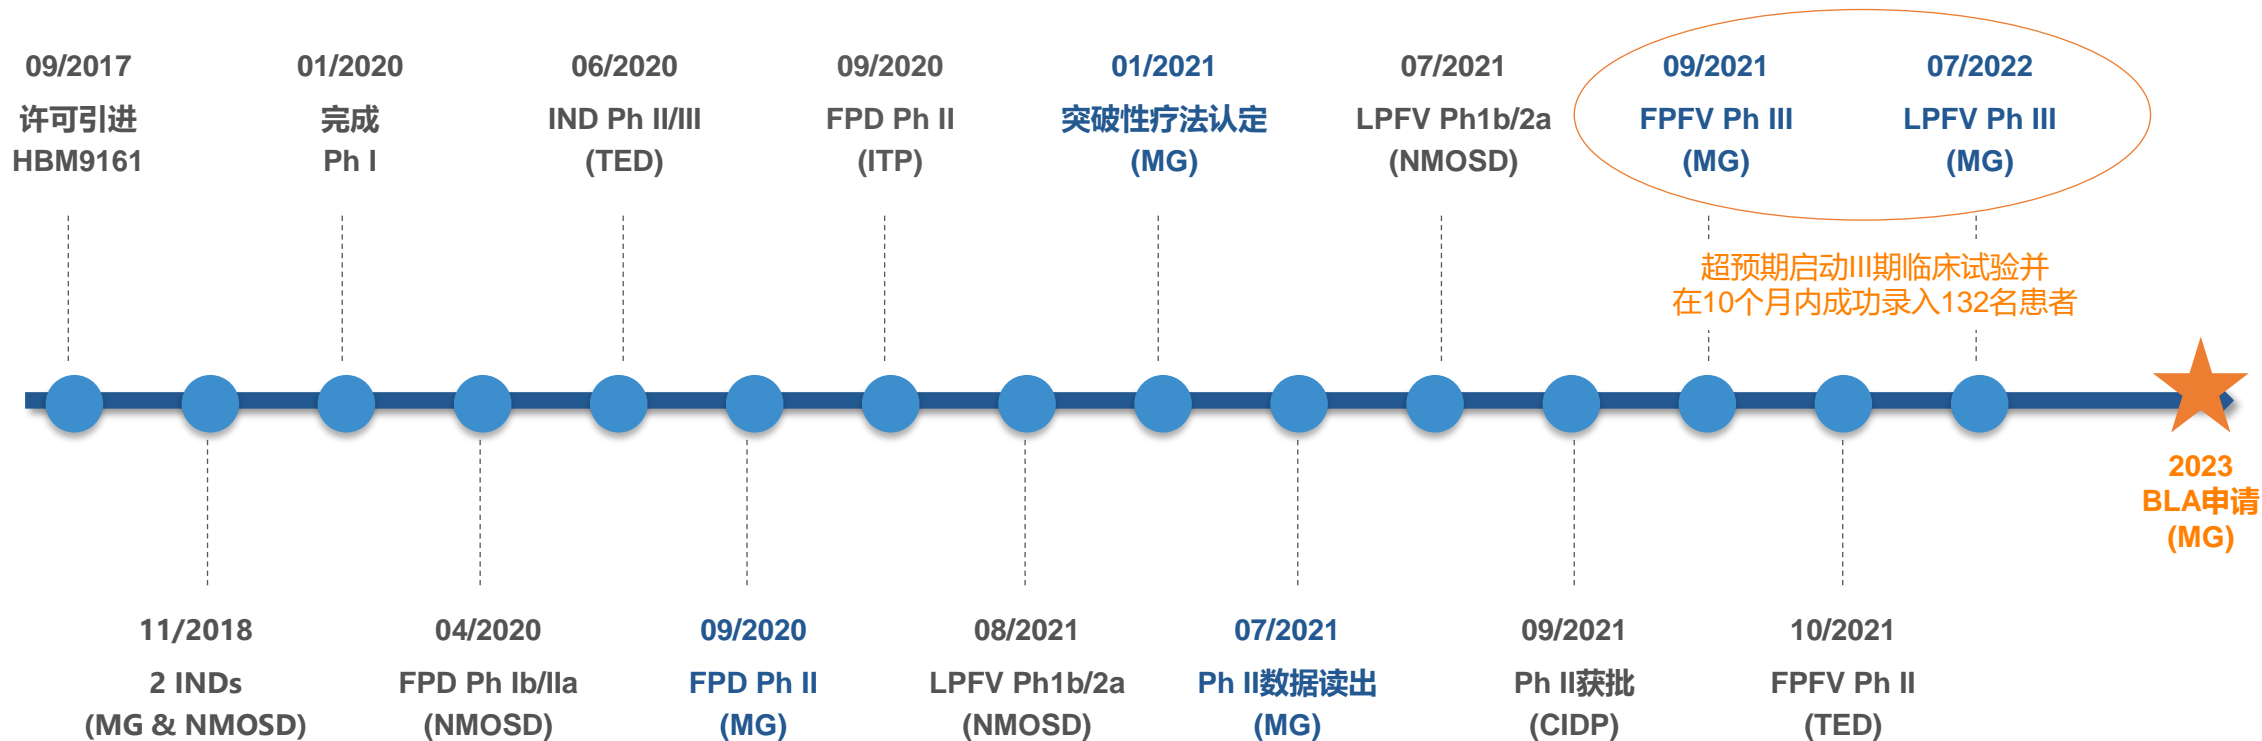 09/2017
许可引进
HBM9161
01/2020
完成
Ph I
06/2020
IND Ph II/III
(TED)
09/2020
FPD Ph II
(ITP)
01/2021
突破性疗法认定
(MG)
07/2021
LPFV Ph1b/2a
(NMOSD)
09/2021
FPFV Ph III
(MG)
07/2022
LPFV Ph III
(MG)
超预期启动III期临床试验并
在10个月内成功录入132名患者
2023
BLA申请
(MG)
11/2018
2 INDs
(MG & NMOSD)
04/2020
FPD Ph Ib/IIa
(NMOSD)
09/2020
FPD Ph II
(MG)
08/2021
LPFV Ph1b/2a
(NMOSD)
07/2021
Ph II数据读出
(MG)
09/2021
Ph II获批
(CIDP)
10/2021
FPFV Ph II
(TED)